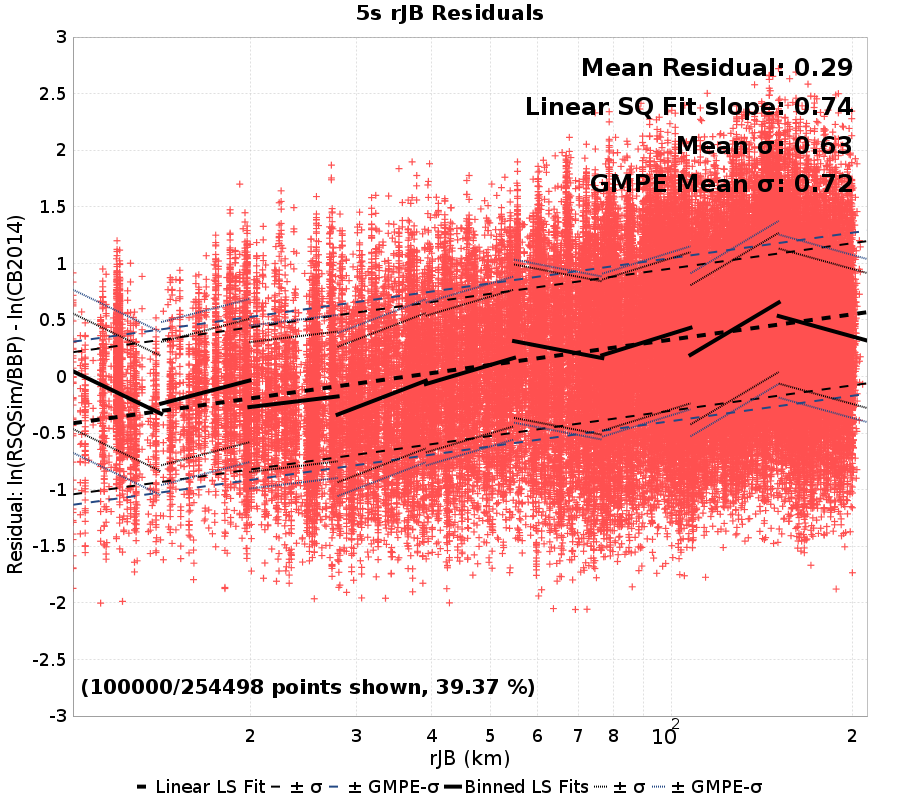 5s rJB Residuals
Residual: ln(RSQSim/BBP) - ln(CB2014)
3
2.5
2
1.5
1
0.5
0
-0.5
-1
-1.5
-2
-2.5
-3
Mean Residual: 0.29
Linear SQ Fit slope: 0.74
Mean σ: 0.63
GMPE Mean σ: 0.72
(100000/254498 points shown, 39.37 %)
2 3 4 5 6 7 8 10² 2
rJB (km)
Linear LS Fit ± σ ± GMPE-σ Binned LS Fits ± σ ± GMPE-σ